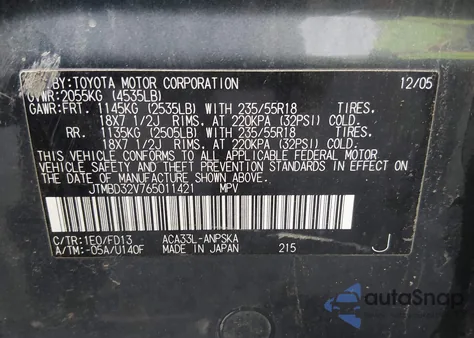 BY: TOYOTA MOTOR CORPORATION 12/05
GVWR: 2055KG (4535LB)
GAWR: FRT. 1145KG (2535LB) WITH 235/55R18 TIRES.
18X7 1/2J RIMS. AT 220KPA (32PSI) COLD.
RR. 1135KG (2505LB) WITH 235/55R18 TIRES.
18X7 1/2J RIMS. AT 220KPA (32PSI) COLD.
THIS VEHICLE CONFORMS TO ALL APPLICABLE FEDERAL MOTOR
VEHICLE SAFETY AND THEFT PREVENTION STANDARDS IN EFFECT
ON THE DATE OF MANUFACTURE SHOWN ABOVE.
JTMBD32V765011421 MPV
C/TR: 1E0/FD13 ACA33L-ANPSKA
A/TM: -05A/U140F MADE IN JAPAN 215 J
autoSnap